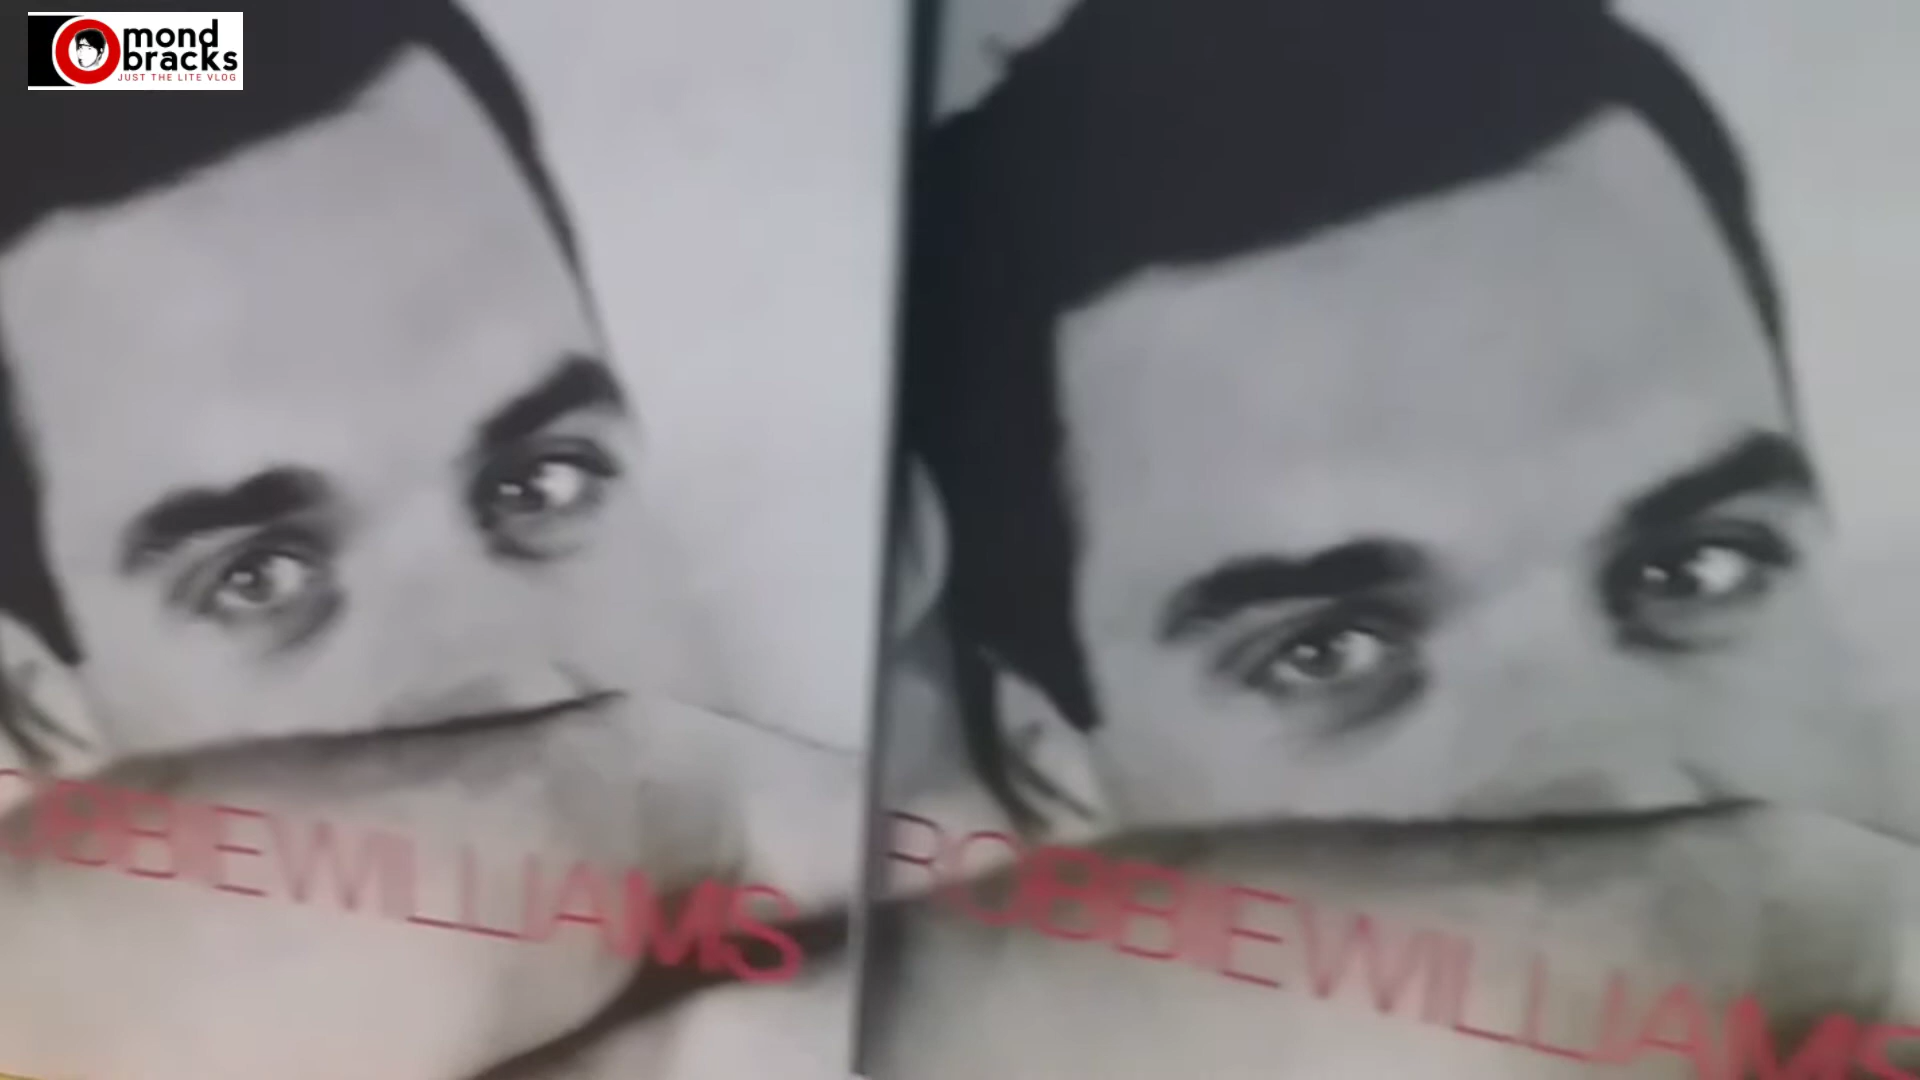 mond
bracks
JUST THE LITE VLOG
OBBIEWILLIAMS
ROBBIEWILLIAMS